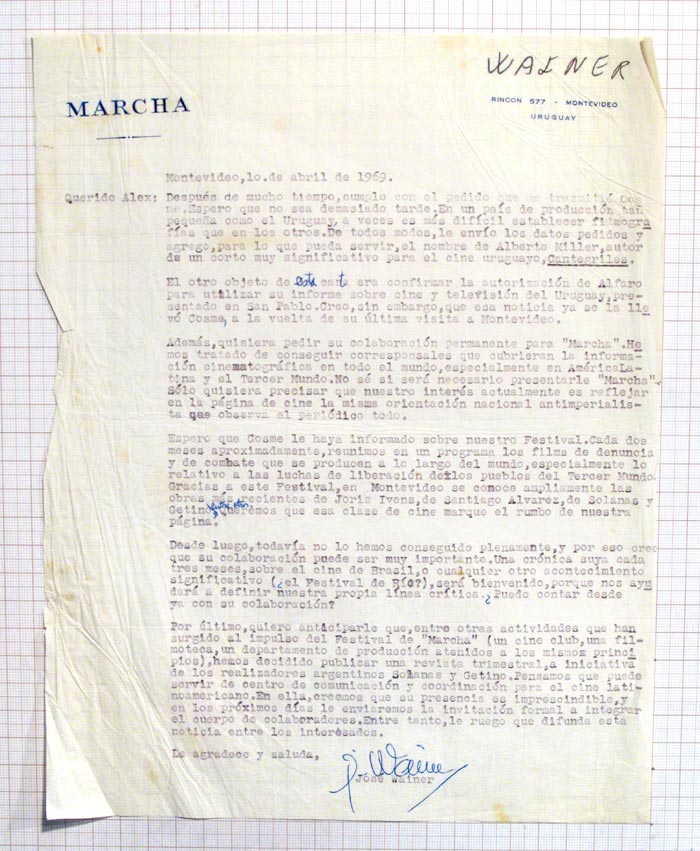 WAINER
MARCHA
RINCON 577 - MONTEVIDEO
URUGUAY
Montevideo,1o.de abril de 1969.
Querido Alex: Después de mucho tiempo,cumplo con el pedido que me trasmitió Cos
me.Espero que no sea demasiado tarde.En un país de producción tan
pequeña como el Uruguay,a veces es más difícil establecer filmogra
fías que en los otros.De todos modos,le envío los datos pedidos y
agrego,para lo que pueda servir,el nombre de Alberto Miller,autor
de un corto muy significativo para el cine uruguayo,Cantegriles.
El otro objeto de esta carta era confirmar la autorización de Alfaro
para utilizar su informe sobre cine y televisión del Uruguay,pre-
sentado en San Pablo.Creo,sin embargo,que esa noticia ya se la lle
vó Cosme, a la vuelta de su última visita a Montevideo.
Además,quisiera pedir su colaboración permanente para "Marcha".He
mos tratado de conseguir corresponsales que cubrieran la informa-
ción cinematográfica en todo el mundo,especialmente en AméricaLa-
tina y el Tercer Mundo.No sé si será necesario presentarle "Marcha".
Sólo quisiera precisar que nuestro interés actualmente es reflejar
en la página de cine la misma orientación nacional antimperialis-
ta que observa el periódico todo.
Espero que Cosme le haya informado sobre nuestro Festival.Cada dos
meses aproximadamente,reunimos en un programa los films de denuncia
y de combate que se producen a lo largo del mundo,especialmente lo
relativo a las luchas de liberación de los pueblos del Tercer Mundo.
Gracias a este Festival,en Montevideo se conoce ampliamente las
obras más recientes de Joris Ivens,de Santiago Alvarez,de Solanas y
Getino, entre otros. Queremos que esa clase de cine marque el rumbo de nuestra
página.
Desde luego,todavía no lo hemos conseguido plenamente,y por eso creo
que su colaboración puede ser muy importante.Una crónica suya cada
tres meses,sobre el cine de Brasil,o cualquier otro acontecimiento
significativo (¿el Festival de Río?),será bienvenido,porque nos ayu
dará a definir nuestra propia línea crítica.¿Puedo contar desde
ya con su colaboración?
Por último,quiero anticiparle que,entre otras actividades que han
surgido al impulso del Festival de "Marcha" (un cine club,una fil-
moteca,un departamento de producción atenidos a los mismos princi
pios),hemos decidido publicar una revista trimestral,a iniciativa
de los realizadores argentinos Solanas y Getino.Pensamos que puede
servir de centro de comunicación y coordinación para el cine lati-
noamericano.En ella,creemos que su presencia es imprescindible,y
en los próximos días le enviaremos la invitación formal a integrar
el cuerpo de colaboradores.Entre tanto,le ruego que difunda esta
noticia entre los interesados.
Le agradece y saluda,
J. Wainer
José Wainer